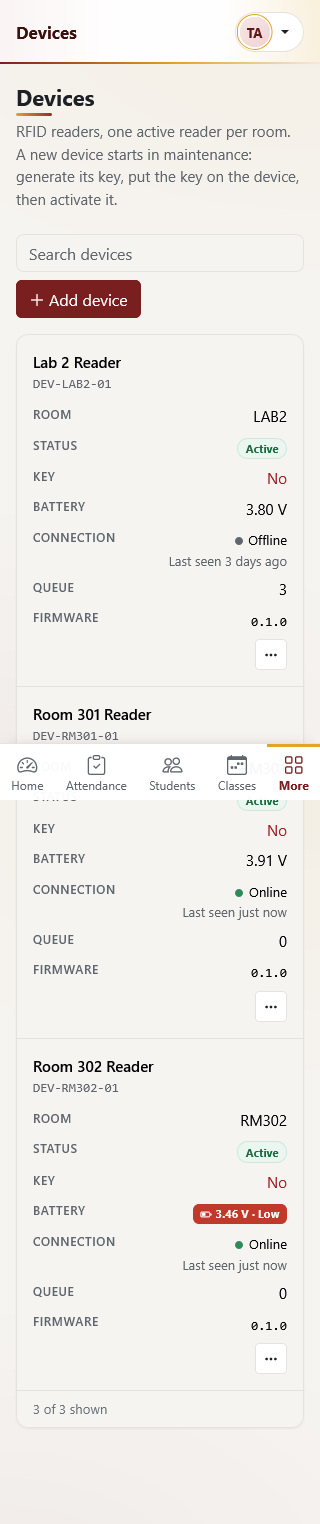 Devices
TA
Devices
RFID readers, one active reader per room.
A new device starts in maintenance:
generate its key, put the key on the device,
then activate it.
Search devices
+ Add device
Lab 2 Reader
DEV-LAB2-01
ROOM LAB2
STATUS Active
KEY No
BATTERY 3.80 V
CONNECTION Offline
Last seen 3 days ago
QUEUE 3
FIRMWARE 0.1.0
Room 301 Reader
DEV-RM301-01
Home Attendance Students Classes More
Active
KEY No
BATTERY 3.91 V
CONNECTION Online
Last seen just now
QUEUE 0
FIRMWARE 0.1.0
Room 302 Reader
DEV-RM302-01
ROOM RM302
STATUS Active
KEY No
BATTERY 3.46 V · Low
CONNECTION Online
Last seen just now
QUEUE 0
FIRMWARE 0.1.0
3 of 3 shown